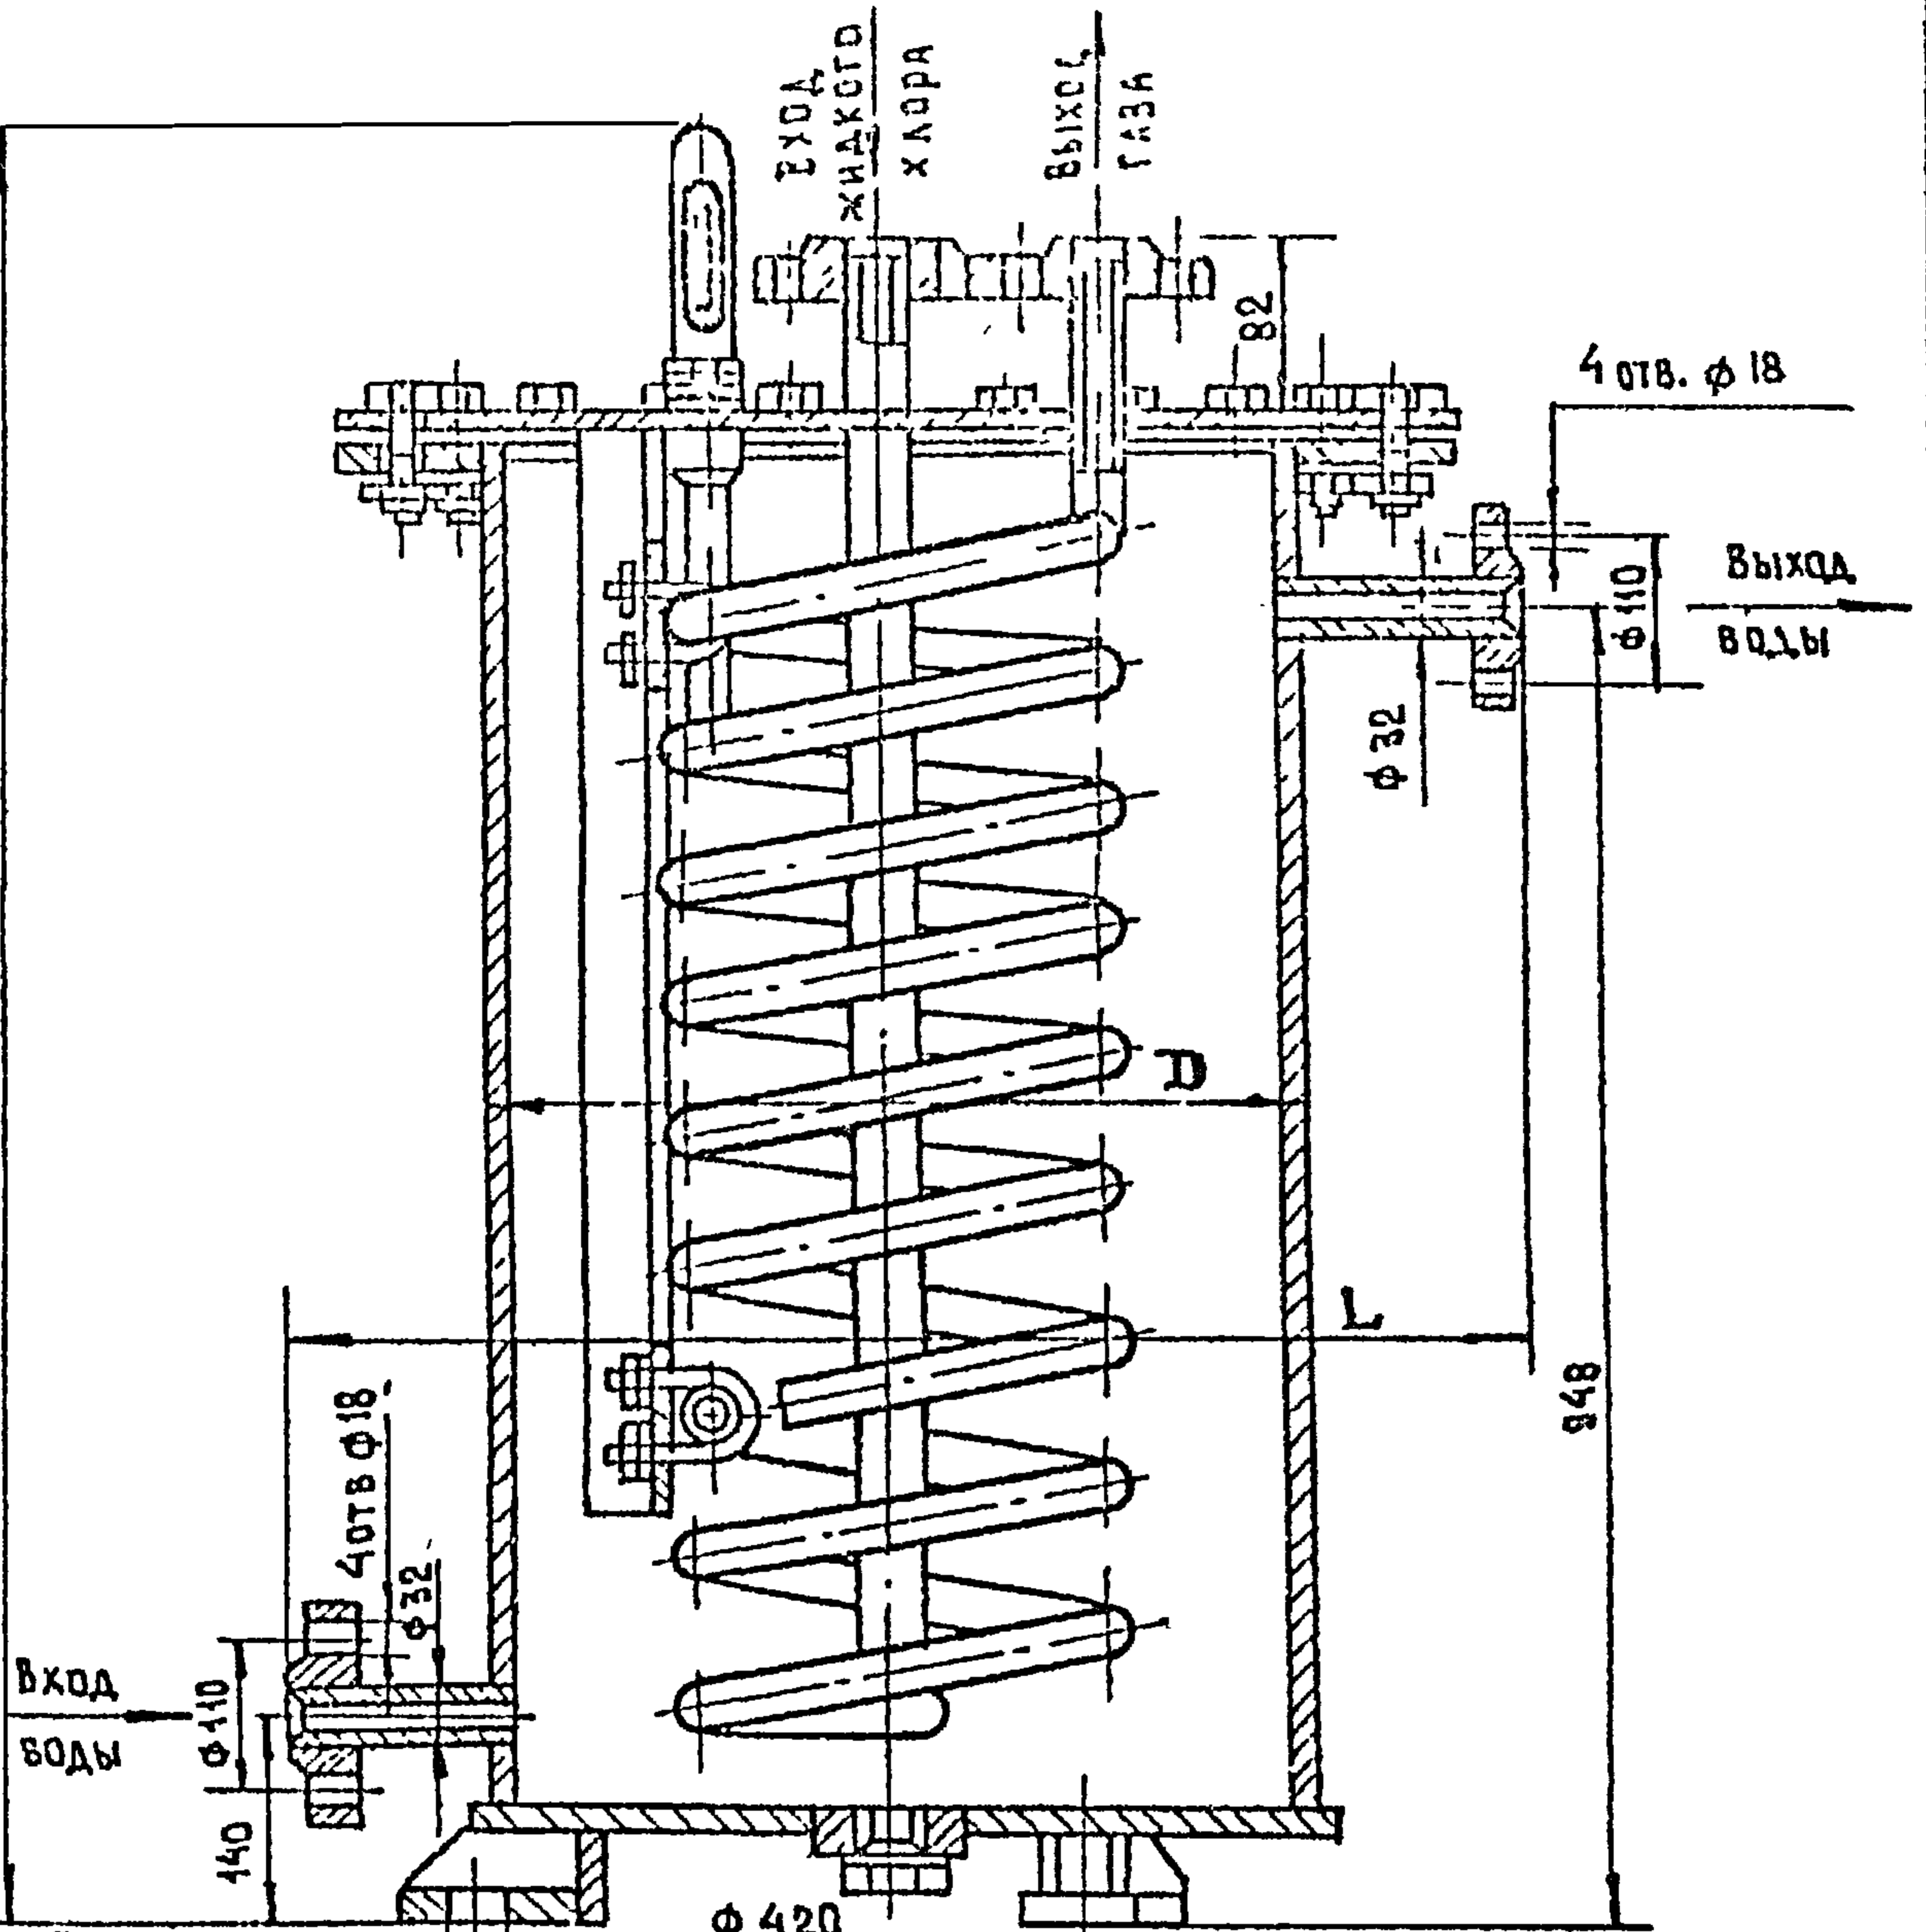 ВХОД
ЖИДКОГО
ХЛОРА
ВЫХОД
ГАЗА
82
4 отв. ϕ 18
ϕ 110
Выход
воды
ϕ 32
D
L
948
4 отв ϕ 18
ϕ 32
Вход
воды
ϕ 110
140
ϕ 420